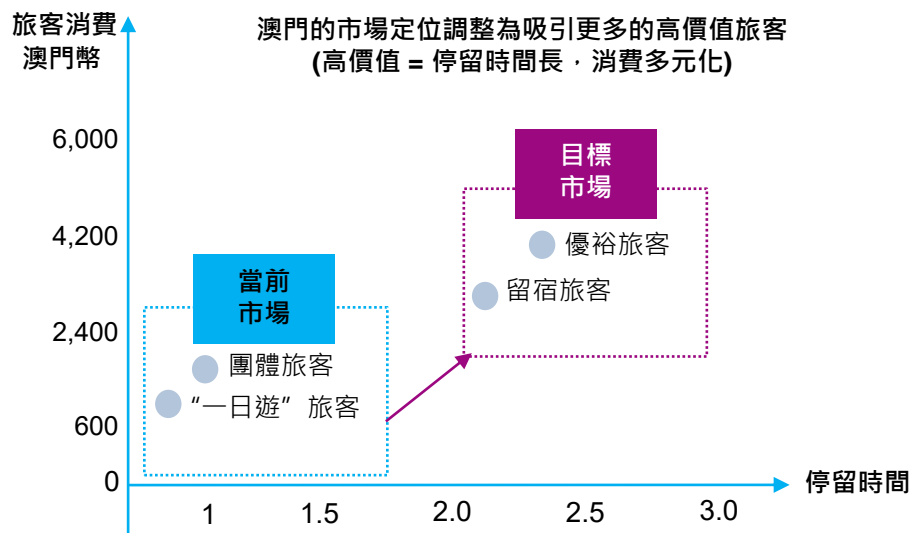 旅客消費
澳門幣
澳門的市場定位調整為吸引更多的高價值旅客
(高價值 = 停留時間長，消費多元化)
6,000
4,200
2,400
600
0
目標
市場
優裕旅客
留宿旅客
當前
市場
團體旅客
“一日遊” 旅客
停留時間
1
1.5
2.0
2.5
3.0